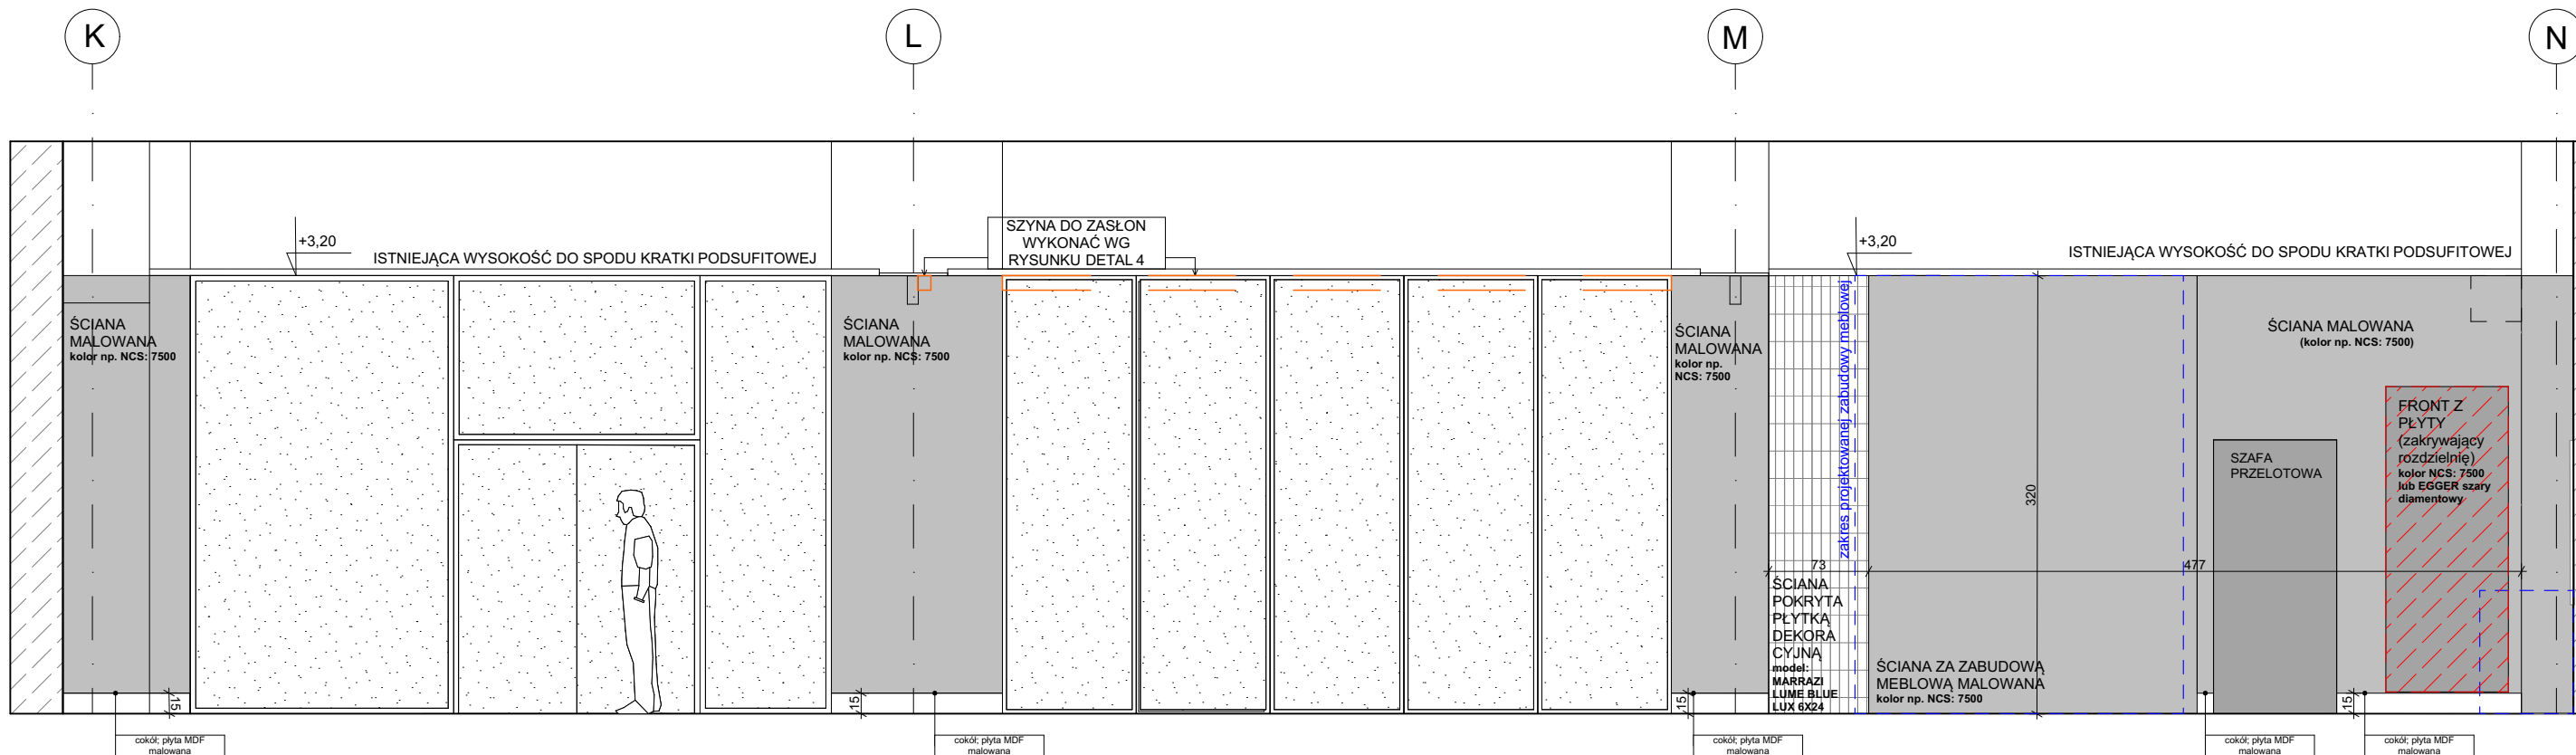 K
L
M
N
SZYNA DO ZASŁON
WYKONAĆ WG
RYSUNKU DETAL 4
+3,20
ISTNIEJĄCA WYSOKOŚĆ DO SPODU KRATKI PODSUFITOWEJ
+3,20
ISTNIEJĄCA WYSOKOŚĆ DO SPODU KRATKI PODSUFITOWEJ
ŚCIANA
MALOWANA
kolor np. NCS: 7500
ŚCIANA
MALOWANA
kolor np. NCS: 7500
ŚCIANA
MALOWANA
kolor np.
NCS: 7500
zakres projektowanej zabudowy meblowej
ŚCIANA MALOWANA
(kolor np. NCS: 7500)
FRONT Z
PŁYTY
(zakrywający
rozdzielnię)
kolor NCS: 7500
lub EGGER szary
diamentowy
SZAFA
PRZELOTOWA
320
73
477
ŚCIANA
POKRYTA
PŁYTKĄ
DEKORA
CYJNĄ
model:
MARRAZI
LUME BLUE
LUX 6X24
ŚCIANA ZA ZABUDOWĄ
MEBLOWĄ MALOWANA
kolor np. NCS: 7500
15
15
15
15
cokół; płyta MDF
malowana
cokół; płyta MDF
malowana
cokół; płyta MDF
malowana
cokół; płyta MDF
malowana
cokół; płyta MDF
malowana